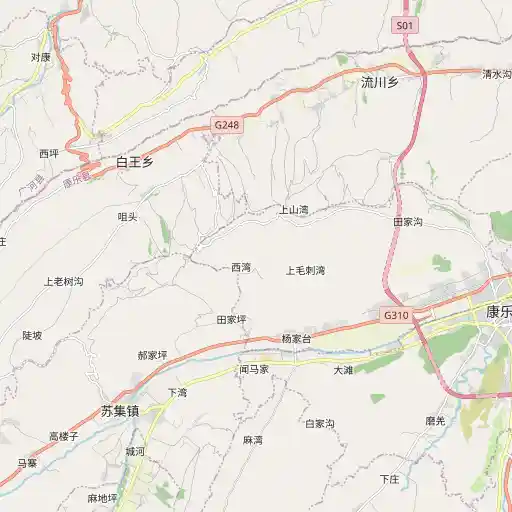 S01
对康
清水沟
流川乡
G248
西坪
白王乡
广河县
康乐县
咀头
上山湾
田家沟
庄
西湾
上毛刺湾
上老树沟
康乐
G310
田家坪
陡坡
杨家台
郝家坪
闻马家
大滩
下湾
苏集镇
白家沟
磨羌
高楼子
麻湾
城河
马寨
下庄
麻地坪